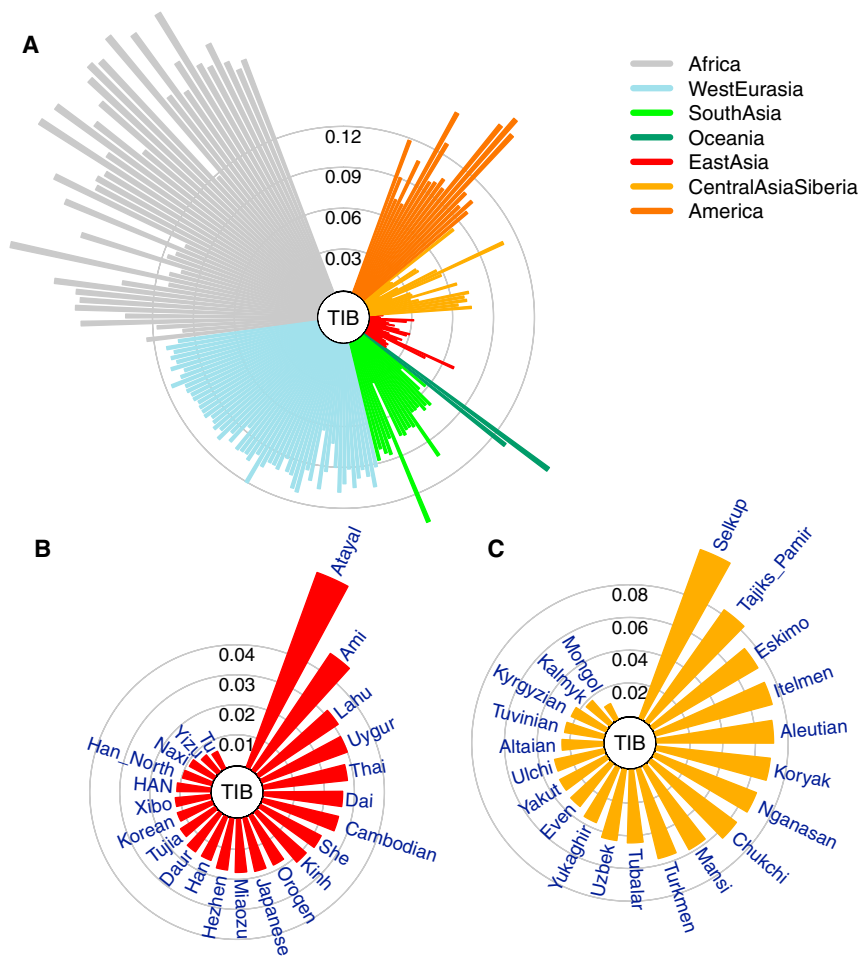 A
Africa
WestEurasia
SouthAsia
Oceania
EastAsia
CentralAsiaSiberia
America
0.12
0.09
0.06
0.03
TIB
B
Atayal
Ami
Lahu
Uygur
Thai
Dai
Cambodian
She
Kinh
Oroqen
Japanese
Miaozu
Hezhen
Han
Daur
Tujia
Korean
Xibo
HAN
Han_North
Naxi
Yizu
Tu
0.04
0.03
0.02
0.01
TIB
C
Selkup
Tajiks_Pamir
Eskimo
Itelmen
Aleutian
Koryak
Nganasan
Chukchi
Mansi
Turkmen
Tubalar
Uzbek
Yukaghir
Even
Yakut
Ulchi
Altaian
Tuvinian
Kyrgyzian
Kalmyk
Mongol
0.08
0.06
0.04
0.02
TIB